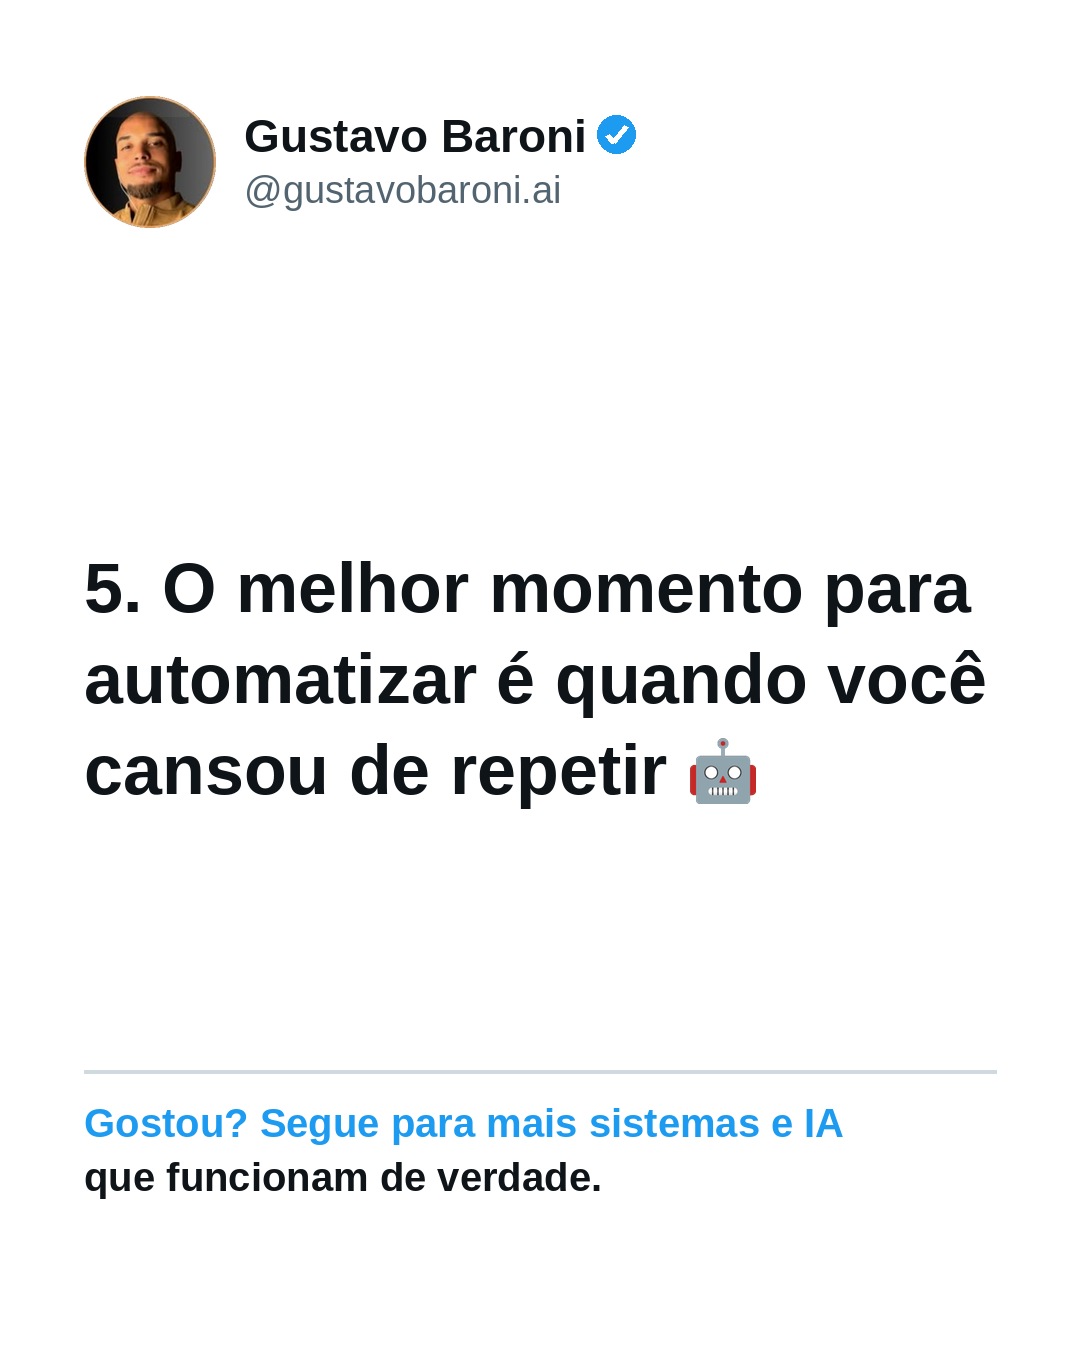 Gustavo Baroni
@gustavobaroni.ai
5. O melhor momento para
automatizar é quando você
cansou de repetir 🤖
Gostou? Segue para mais sistemas e IA
que funcionam de verdade.